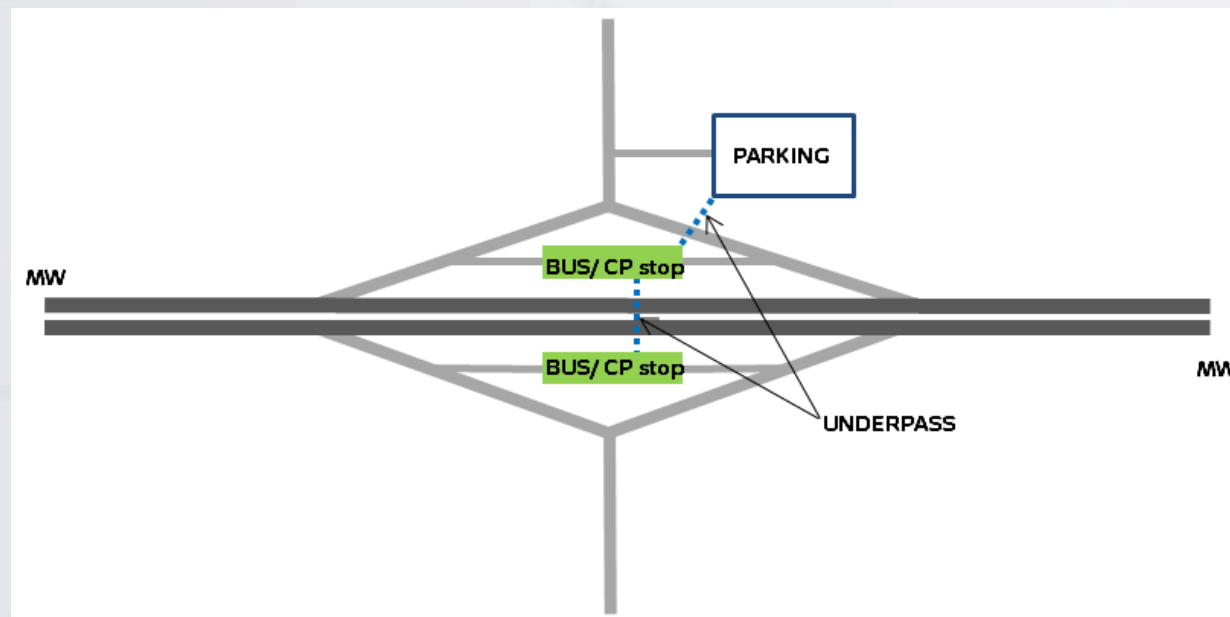 PARKING
BUS/ CP stop
MW
BUS/ CP stop
MW
UNDERPASS